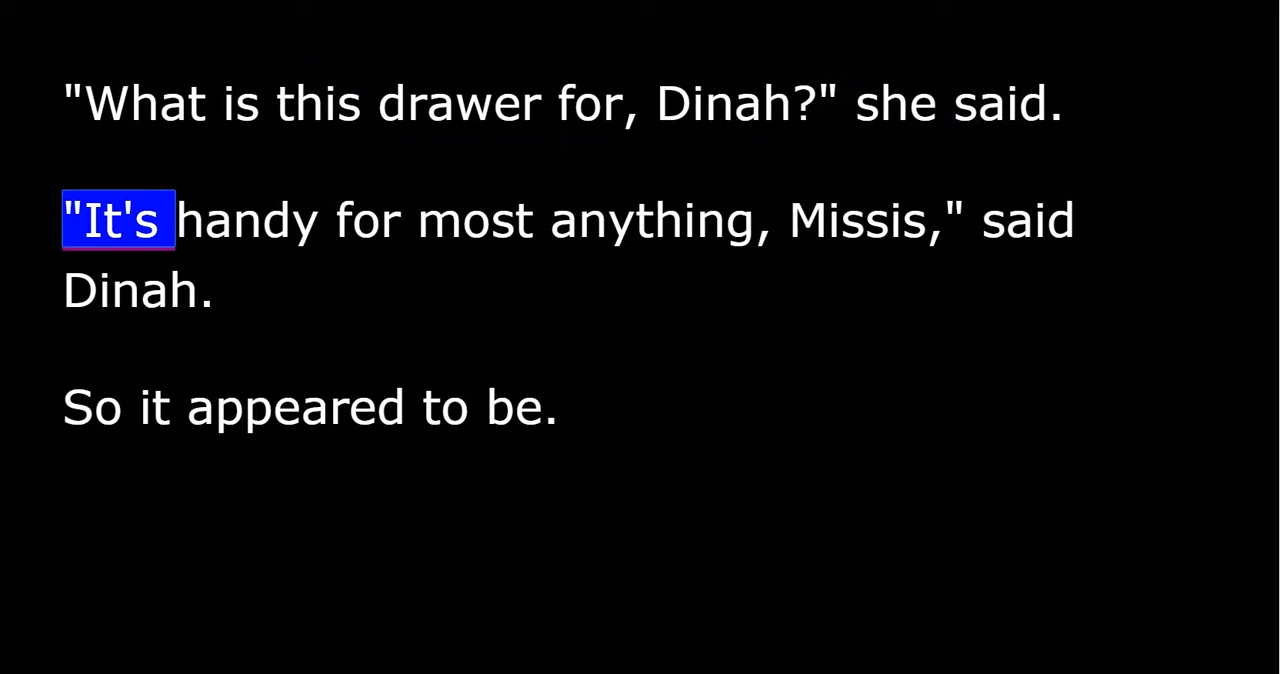 "What is this drawer for, Dinah?" she said.
"It's handy for most anything, Missis," said
Dinah.
So it appeared to be.